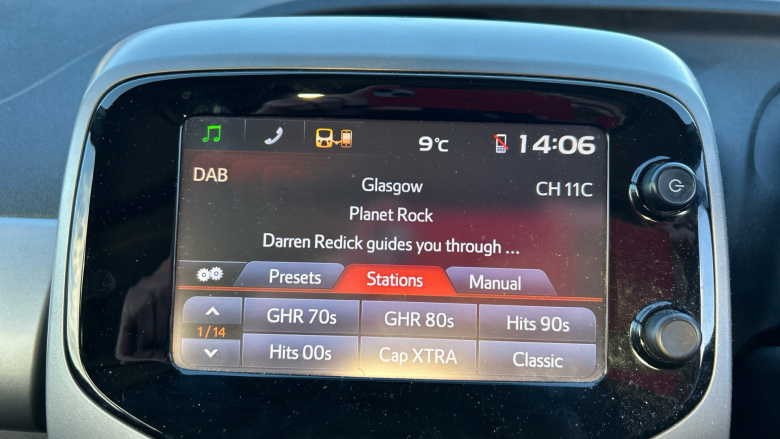 9°C 14:06
DAB Glasgow CH 11C
Planet Rock
Darren Redick guides you through ...
Presets Stations Manual
1/14 GHR 70s GHR 80s Hits 90s
Hits 00s Cap XTRA Classic